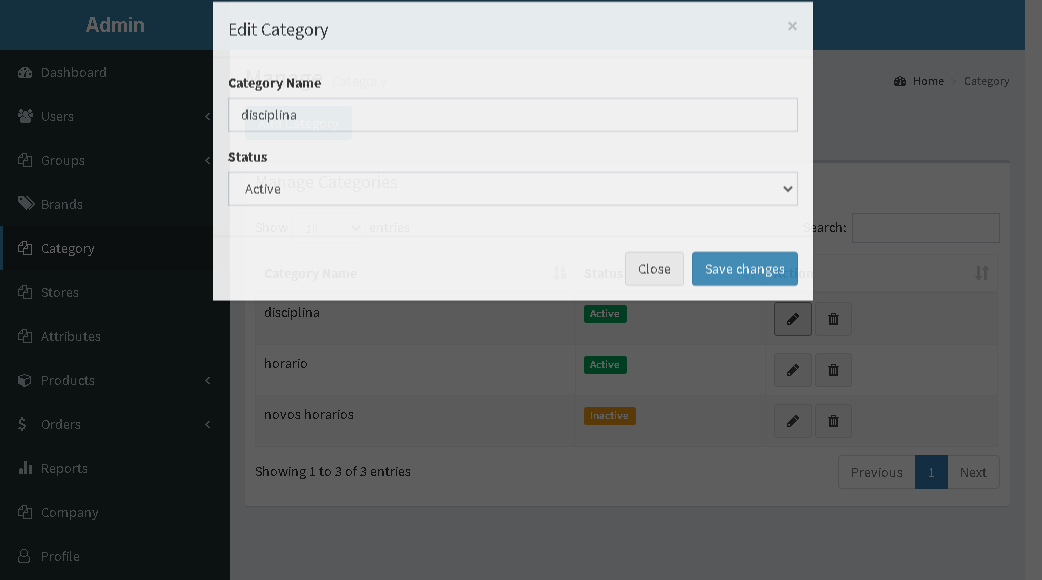 Admin
Edit Category
×
Dashboard
Users
Groups
Brands
Category
Stores
Attributes
Products
Orders
Reports
Company
Profile
Manage Category
Home > Category
Category Name
disciplina
Status
Active
Manage Categories
Show entries
Search:
Close
Save changes
Category Name
Status
disciplina
Active
horario
Active
novos horarios
Inactive
Showing 1 to 3 of 3 entries
Previous 1 Next